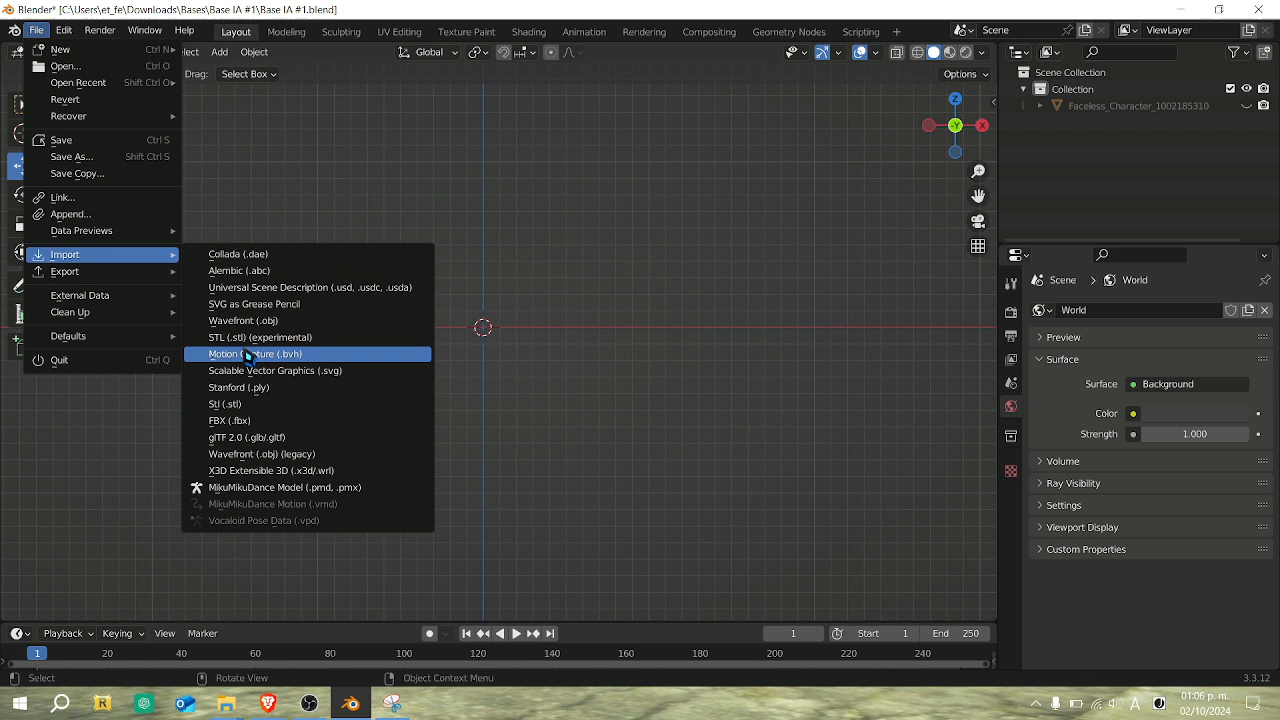 Blender* [C:\Users\et_fe\Downloads\Bases\Base IA #1\Base IA #1.blend]
File Edit Render Window Help
Layout Modeling Sculpting UV Editing Texture Paint Shading Animation Rendering Compositing Geometry Nodes Scripting
Scene
ViewLayer
Add
Object
Global
Drag: Select Box
Options
New Ctrl N
Open... Ctrl O
Open Recent Shift Ctrl O
Revert
Recover
Save Ctrl S
Save As... Shift Ctrl S
Save Copy...
Link...
Append...
Data Previews
Import
Export
External Data
Clean Up
Defaults
Quit Ctrl Q
Collada (.dae)
Alembic (.abc)
Universal Scene Description (.usd, .usdc, .usda)
SVG as Grease Pencil
Wavefront (.obj)
STL (.stl) (experimental)
Scalable Vector Graphics (.svg)
Stanford (.ply)
Stl (.stl)
FBX (.fbx)
glTF 2.0 (.glb/.gltf)
Wavefront (.obj) (legacy)
X3D Extensible 3D (.x3d/.wrl)
MikuMikuDance Model (.pmd, .pmx)
MikuMikuDance Motion (.vmd)
Vocaloid Pose Data (.vpd)
Z
-Y
X
Scene Collection
Collection
Faceless_Character_1002185310
Scene World
World
Preview
Surface
Surface Background
Color
Strength 1.000
Volume
Ray Visibility
Settings
Viewport Display
Custom Properties
Playback Keying View Marker
1
Start 1
End 250
1 20 40 60 80 100 120 140 160 180 200 220 240
Select
Rotate View
Object Context Menu
3.3.12
A
01:06 p. m.
02/10/2024